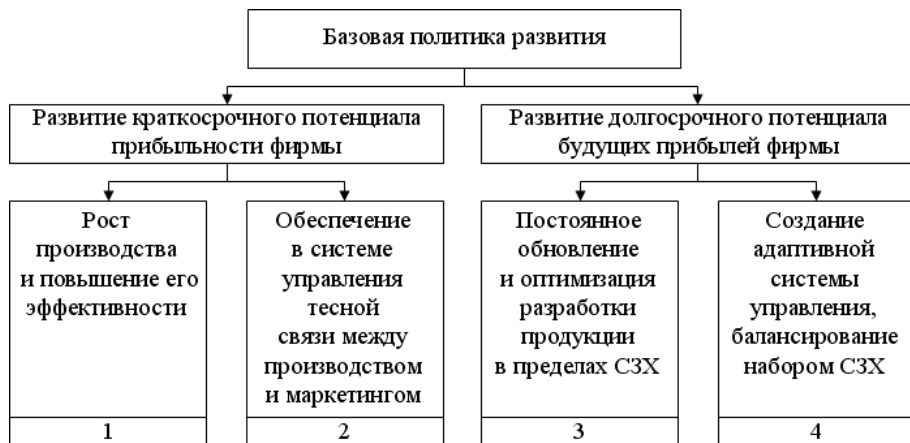 Базовая политика развития
Развитие краткосрочного потенциала
прибыльности фирмы
Развитие долгосрочного потенциала
будущих прибылей фирмы
Рост
производства
и повышение его
эффективности
1
Обеспечение
в системе
управления
тесной
связи между
производством
и маркетингом
2
Постоянное
обновление
и оптимизация
разработки
продукции
в пределах СЗХ
3
Создание
адаптивной
системы
управления,
балансирование
набором СЗХ
4